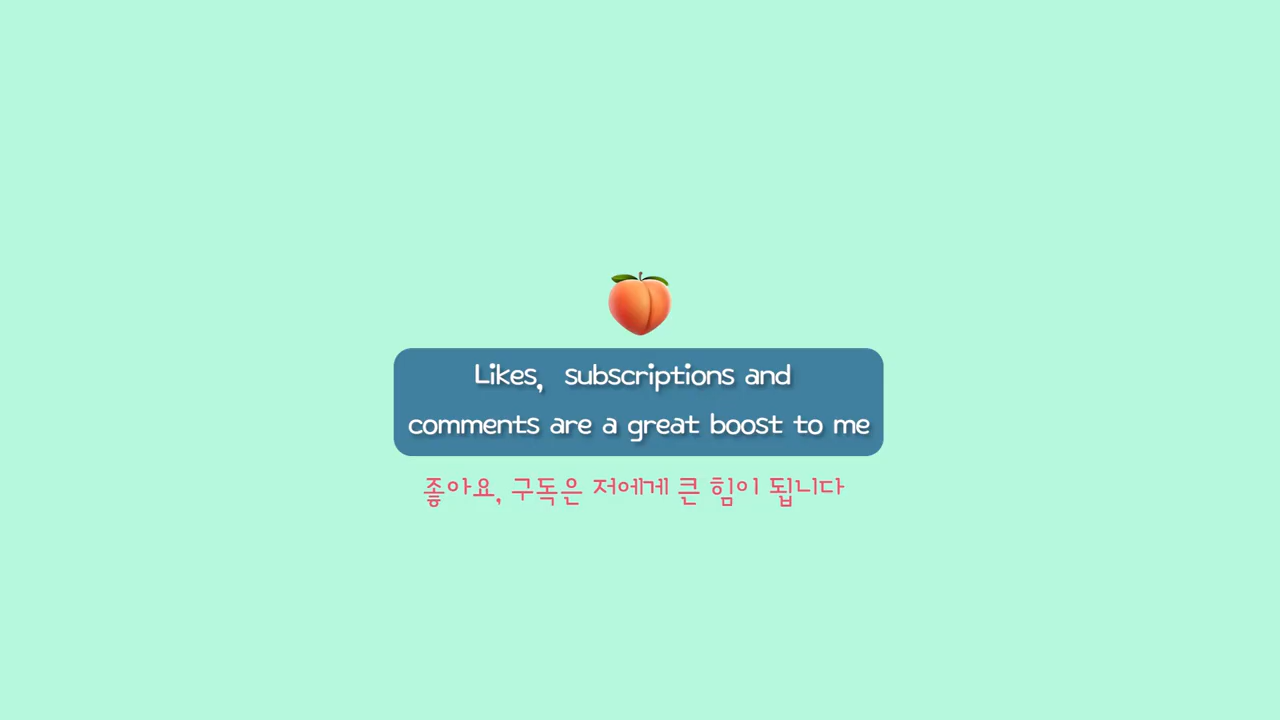 Likes, subscriptions and
comments are a great boost to me
좋아요, 구독은 저에게 큰 힘이 됩니다